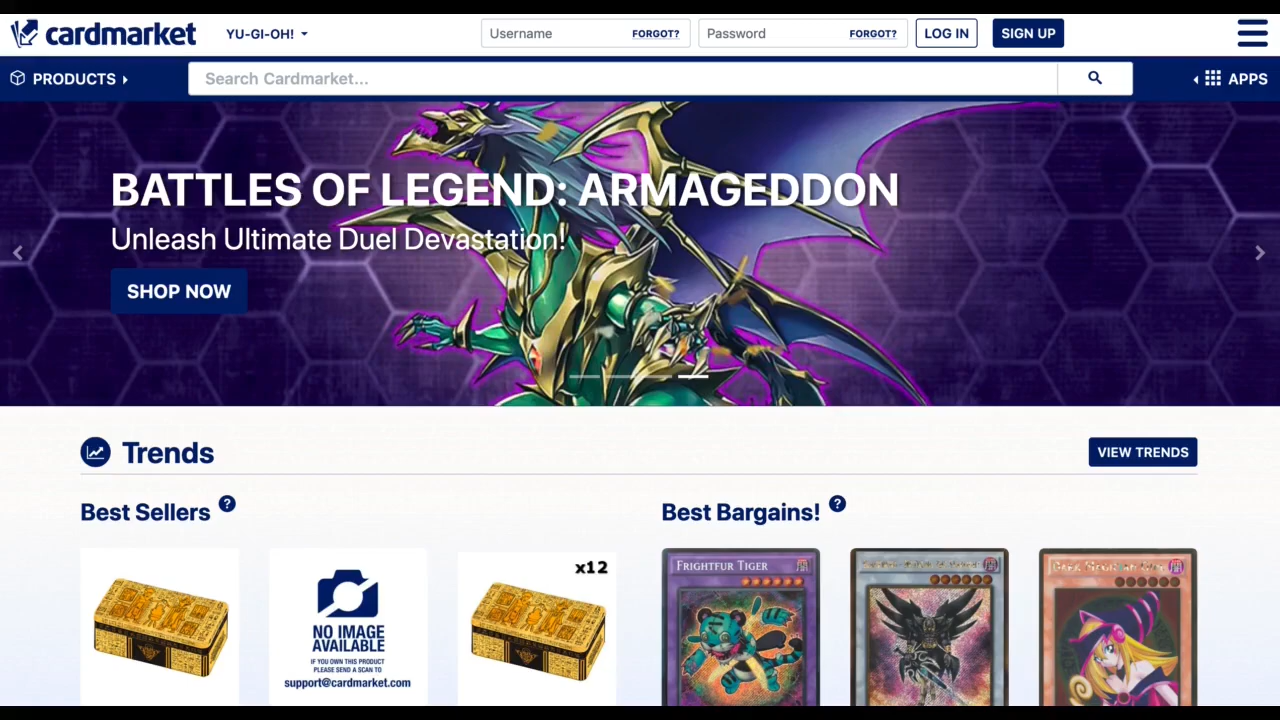 cardmarket
YU-GI-OH!
Username
FORGOT?
Password
FORGOT?
LOG IN
SIGN UP
PRODUCTS
Search Cardmarket...
APPS
BATTLES OF LEGEND: ARMAGEDDON
Unleash Ultimate Duel Devastation!
SHOP NOW
Trends
VIEW TRENDS
Best Sellers ?
Best Bargains! ?
NO IMAGE
AVAILABLE
IF YOU OWN THIS PRODUCT
PLEASE SEND A SCAN TO
support@cardmarket.com
x12
FRIGHTFUR TIGER